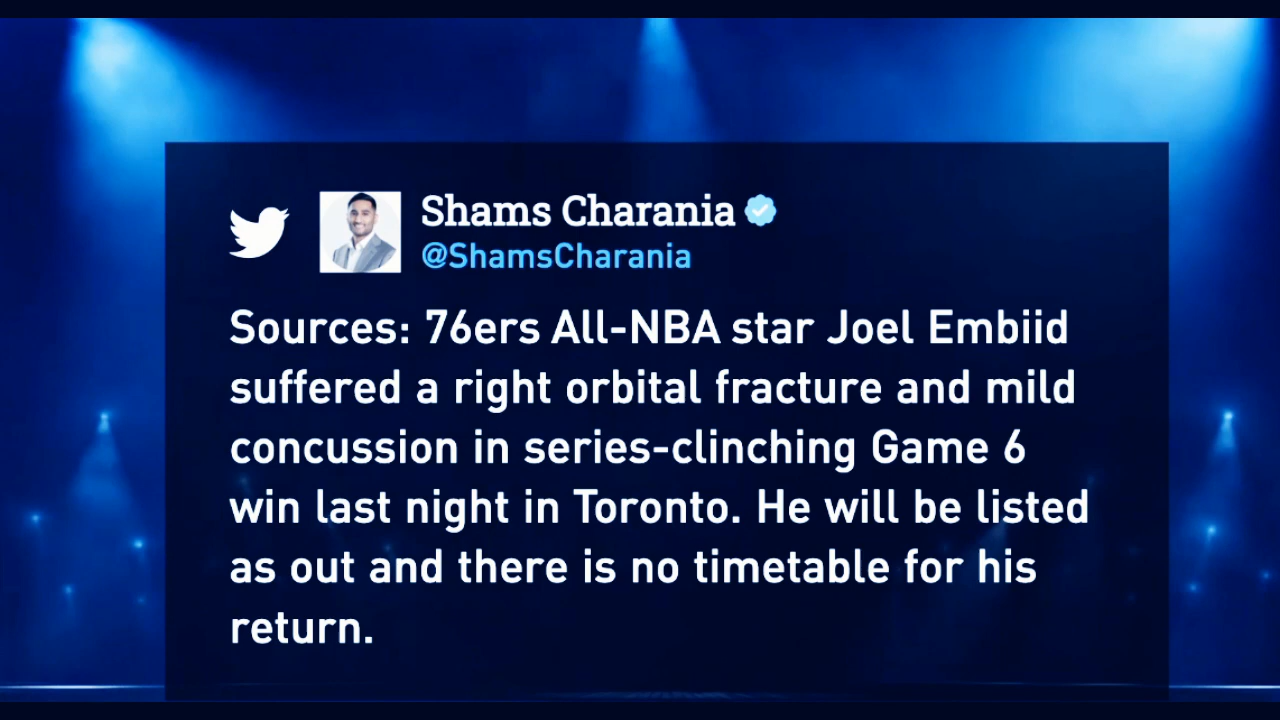 Shams Charania
@ShamsCharania
Sources: 76ers All-NBA star Joel Embiid
suffered a right orbital fracture and mild
concussion in series-clinching Game 6
win last night in Toronto. He will be listed
as out and there is no timetable for his
return.